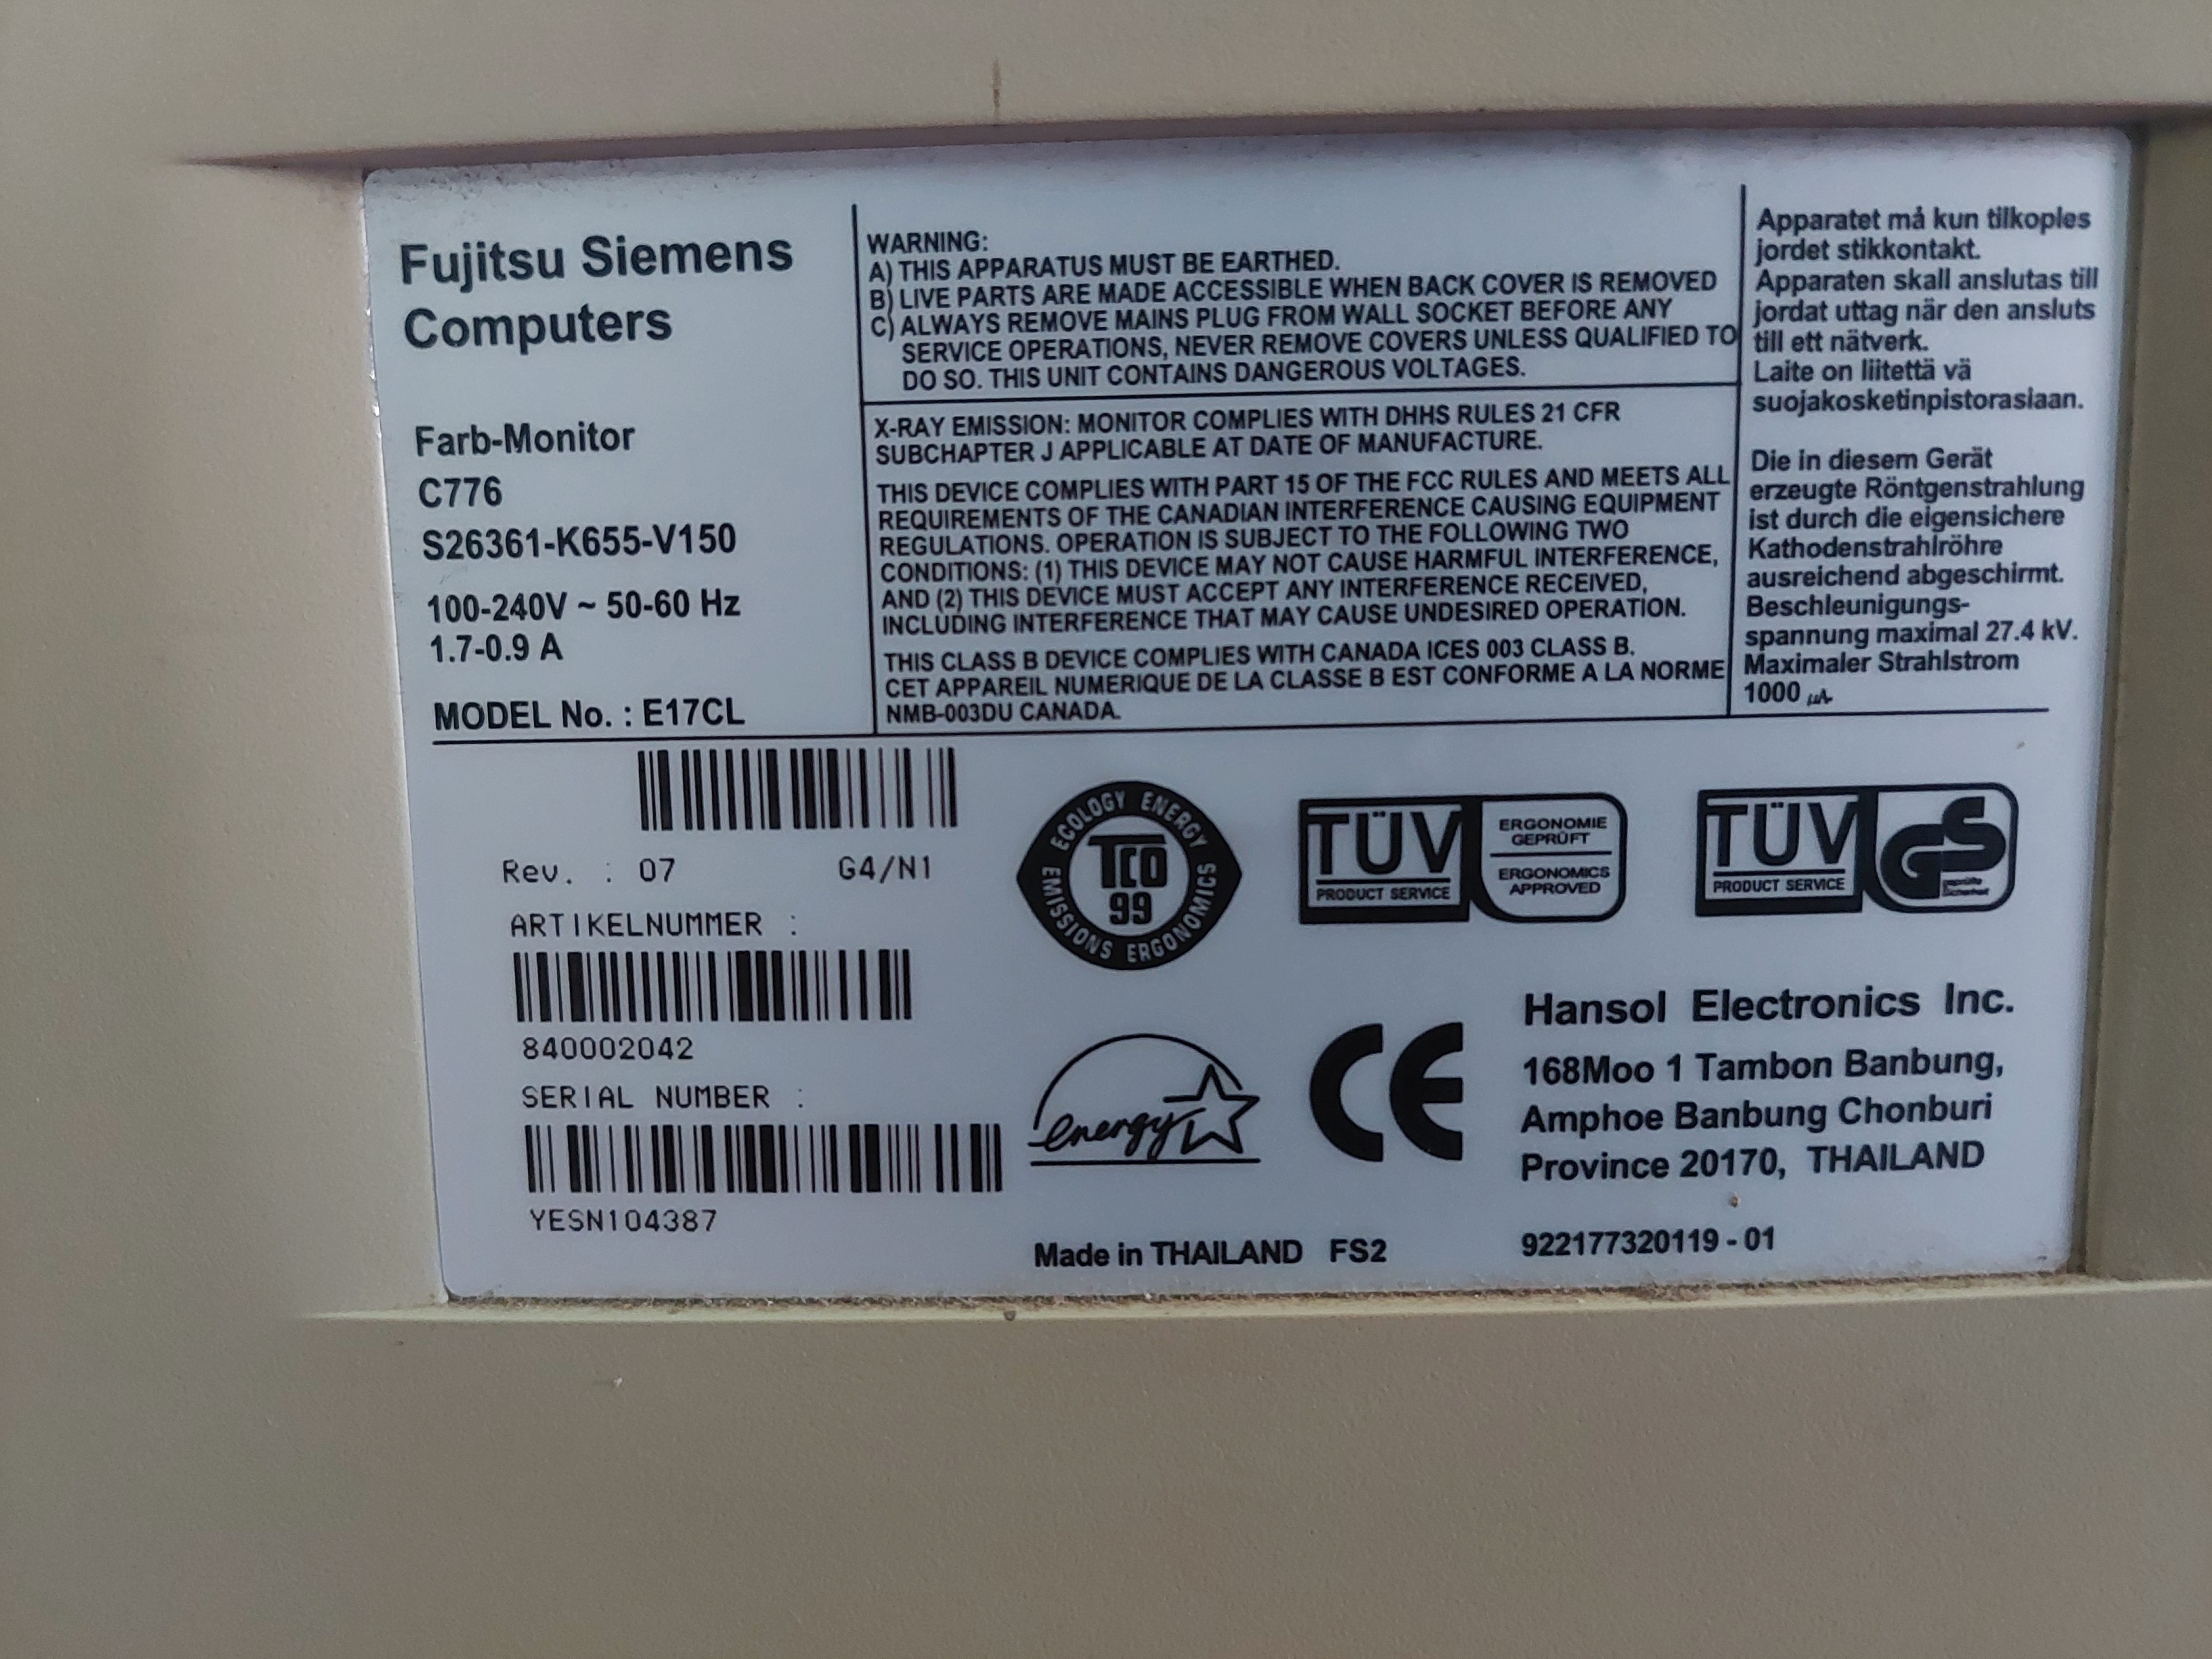 Fujitsu Siemens
Computers
Farb-Monitor
C776
S26361-K655-V150
100-240V ~ 50-60 Hz
1.7-0.9 A
MODEL No. : E17CL
WARNING:
A) THIS APPARATUS MUST BE EARTHED.
B) LIVE PARTS ARE MADE ACCESSIBLE WHEN BACK COVER IS REMOVED
C) ALWAYS REMOVE MAINS PLUG FROM WALL SOCKET BEFORE ANY
SERVICE OPERATIONS, NEVER REMOVE COVERS UNLESS QUALIFIED TO
DO SO. THIS UNIT CONTAINS DANGEROUS VOLTAGES.
X-RAY EMISSION: MONITOR COMPLIES WITH DHHS RULES 21 CFR
SUBCHAPTER J APPLICABLE AT DATE OF MANUFACTURE.
THIS DEVICE COMPLIES WITH PART 15 OF THE FCC RULES AND MEETS ALL
REQUIREMENTS OF THE CANADIAN INTERFERENCE CAUSING EQUIPMENT
REGULATIONS. OPERATION IS SUBJECT TO THE FOLLOWING TWO
CONDITIONS: (1) THIS DEVICE MAY NOT CAUSE HARMFUL INTERFERENCE,
AND (2) THIS DEVICE MUST ACCEPT ANY INTERFERENCE RECEIVED,
INCLUDING INTERFERENCE THAT MAY CAUSE UNDESIRED OPERATION.
THIS CLASS B DEVICE COMPLIES WITH CANADA ICES 003 CLASS B.
CET APPAREIL NUMERIQUE DE LA CLASSE B EST CONFORME A LA NORME
NMB-003DU CANADA.
Apparatet må kun tilkoples
jordet stikkontakt.
Apparaten skall anslutas till
jordat uttag när den ansluts
till ett nätverk.
Laite on liitettä vä
suojakosketinpistorasiaan.
Die in diesem Gerät
erzeugte Röntgenstrahlung
ist durch die eigensichere
Kathodenstrahlröhre
ausreichend abgeschirmt.
Beschleunigungs-
spannung maximal 27.4 kV.
Maximaler Strahlstrom
1000 µA.
Rev. : 07 G4/N1
ARTIKELNUMMER :
840002042
SERIAL NUMBER :
YESN104387
ECOLOGY ENERGY
EMISSIONS ERGONOMICS
TCO
99
TÜV
PRODUCT SERVICE
ERGONOMIE
GEPRÜFT
ERGONOMICS
APPROVED
TÜV
PRODUCT SERVICE
GS
geprüfte
Sicherheit
energy
CE
Hansol Electronics Inc.
168Moo 1 Tambon Banbung,
Amphoe Banbung Chonburi
Province 20170, THAILAND
Made in THAILAND FS2
922177320119 - 01